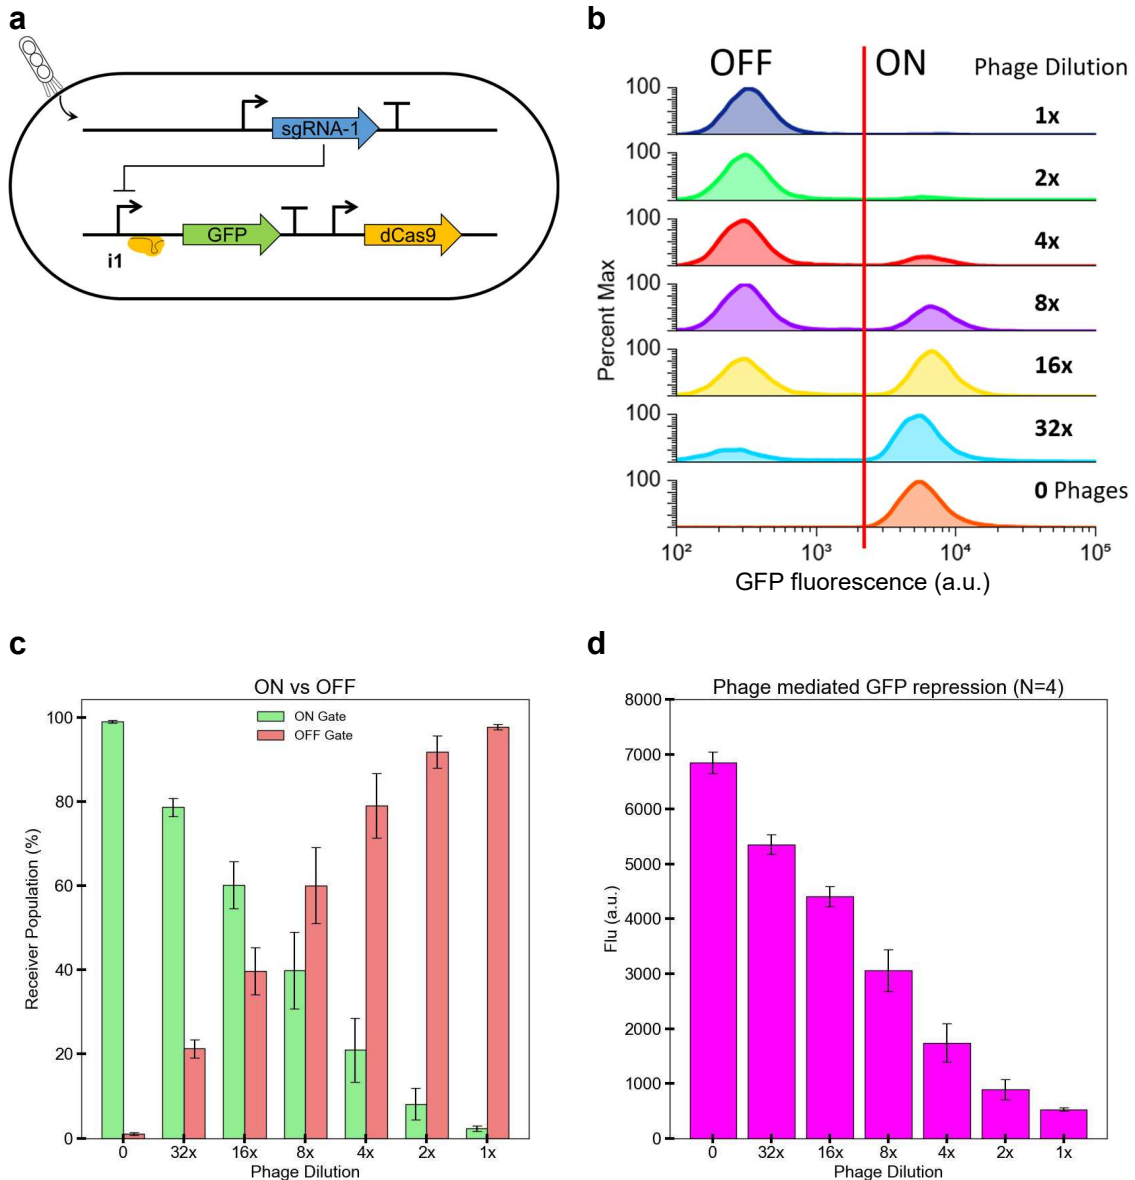 a
sgRNA-1
GFP
dCas9
i1
b
OFF
ON
Phage Dilution
Percent Max
100
1x
100
2x
100
4x
100
8x
100
16x
100
32x
100
0 Phages
10² 10³ 10⁴ 10⁵
GFP fluorescence (a.u.)
c
ON vs OFF
ON Gate
OFF Gate
Receiver Population (%)
100
80
60
40
20
0
0 32x 16x 8x 4x 2x 1x
Phage Dilution
d
Phage mediated GFP repression (N=4)
Flu (a.u.)
8000
7000
6000
5000
4000
3000
2000
1000
0
0 32x 16x 8x 4x 2x 1x
Phage Dilution